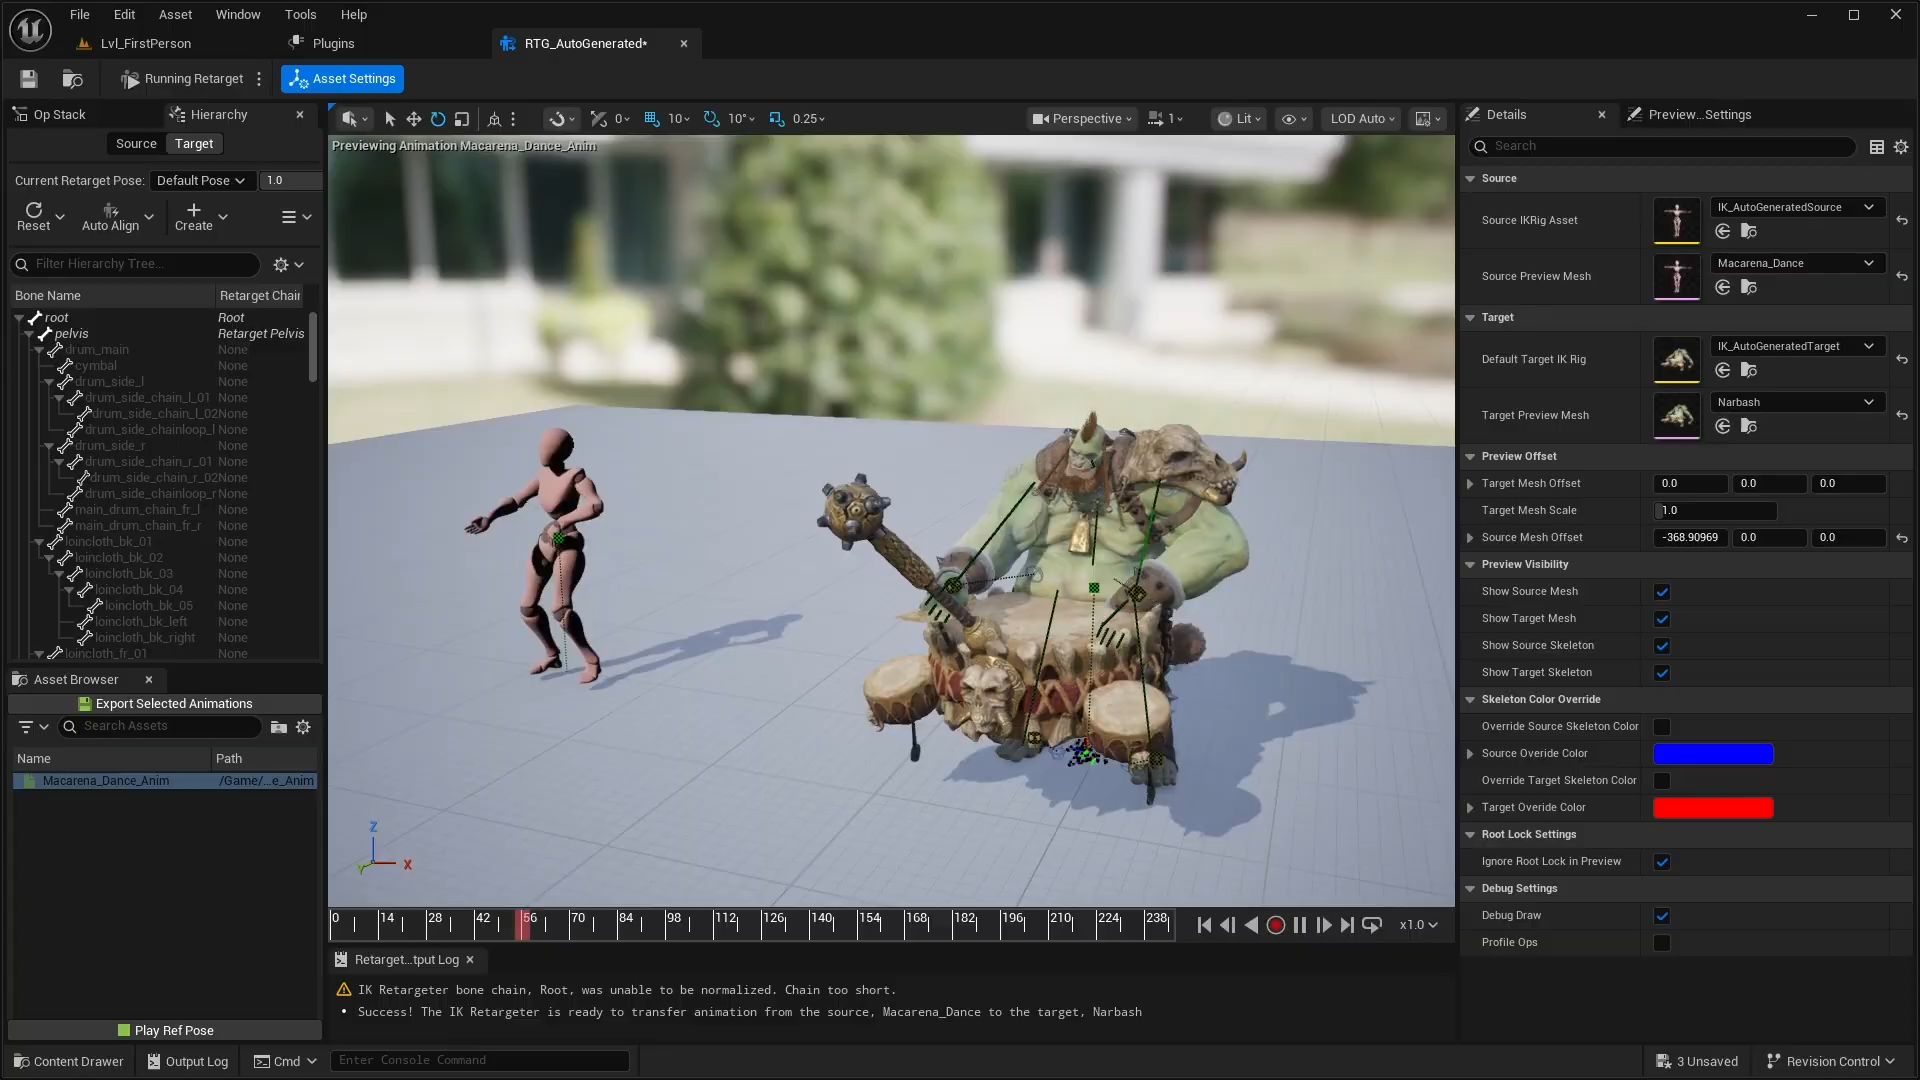 File Edit Asset Window Tools Help
Lvl_FirstPerson Plugins RTG_AutoGenerated*
Running Retarget Asset Settings
Op Stack Hierarchy
Source Target
Current Retarget Pose: Default Pose 1.0
Reset Auto Align Create
Filter Hierarchy Tree...
Bone Name Retarget Chair
root Root
pelvis Retarget Pelvis
drum_main None
cymbal None
drum_side_l None
drum_side_chain_l_01 None
drum_side_chain_l_02 None
drum_side_chainloop_l None
drum_side_r None
drum_side_chain_r_01 None
drum_side_chain_r_02 None
drum_side_chainloop_r None
main_drum_chain_fr_l None
main_drum_chain_fr_r None
loincloth_bk_01 None
loincloth_bk_02 None
loincloth_bk_03 None
loincloth_bk_04 None
loincloth_bk_05 None
loincloth_bk_left None
loincloth_bk_right None
loincloth_fr_01 None
Asset Browser
Export Selected Animations
Search Assets
Name Path
Macarena_Dance_Anim /Game/...e_Anim
Play Ref Pose
0 10 10° 0.25 Perspective 1 Lit LOD Auto
Previewing Animation Macarena_Dance_Anim
Z
X
Y
0 14 28 42 56 70 84 98 112 126 140 154 168 182 196 210 224 238 x1.0
Retarget...tput Log
IK Retargeter bone chain, Root, was unable to be normalized. Chain too short.
• Success! The IK Retargeter is ready to transfer animation from the source, Macarena_Dance to the target, Narbash
Details Preview...Settings
Search
Source
Source IKRig Asset IK_AutoGeneratedSource
Source Preview Mesh Macarena_Dance
Target
Default Target IK Rig IK_AutoGeneratedTarget
Target Preview Mesh Narbash
Preview Offset
Target Mesh Offset 0.0 0.0 0.0
Target Mesh Scale 1.0
Source Mesh Offset -368.90969 0.0 0.0
Preview Visibility
Show Source Mesh
Show Target Mesh
Show Source Skeleton
Show Target Skeleton
Skeleton Color Override
Override Source Skeleton Color
Source Overide Color
Override Target Skeleton Color
Target Overide Color
Root Lock Settings
Ignore Root Lock in Preview
Debug Settings
Debug Draw
Profile Ops
Content Drawer Output Log Cmd Enter Console Command 3 Unsaved Revision Control